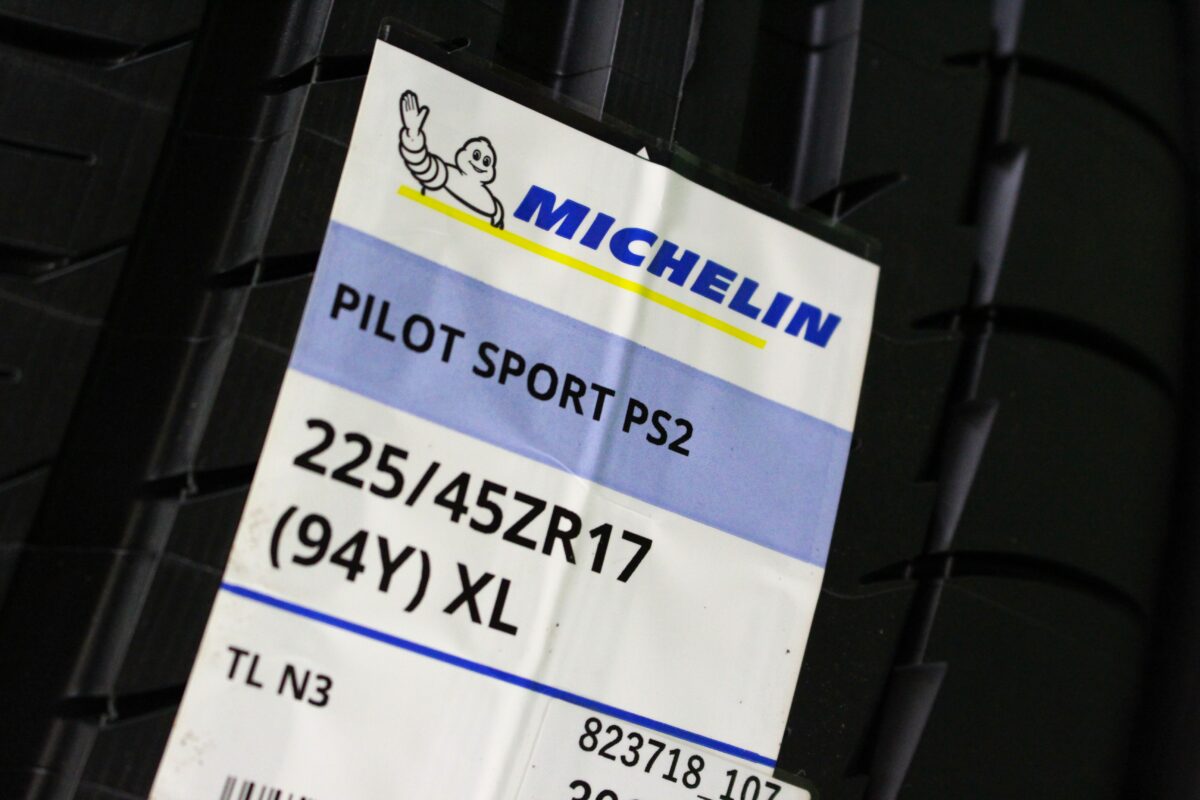 MICHELIN
PILOT SPORT PS2
225/45ZR17
(94Y) XL
TL N3
823718_107